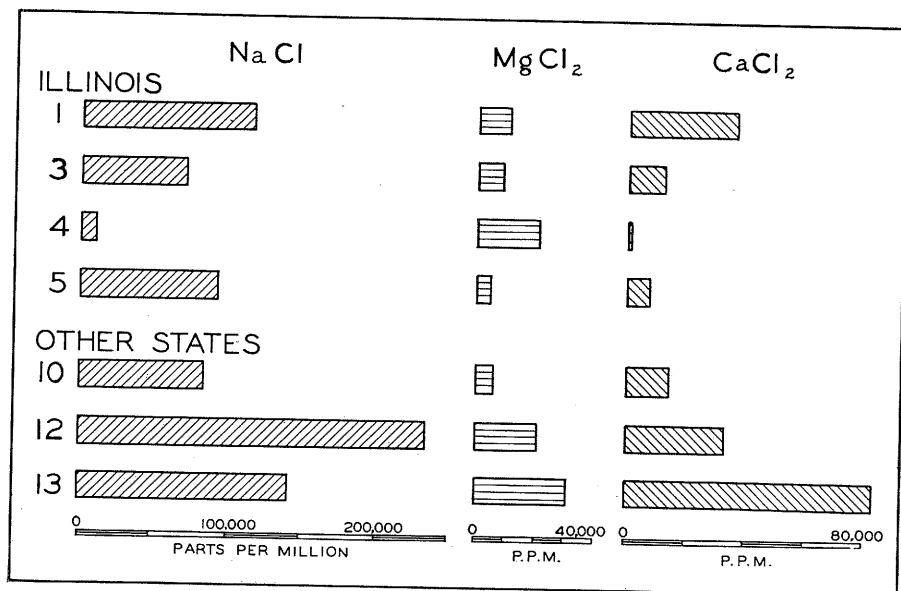 NaCl MgCl₂ CaCl₂
ILLINOIS
1
3
4
5
OTHER STATES
10
12
13
0 100,000 200,000 0 40,000 0 80,000
PARTS PER MILLION P.P.M. P.P.M.